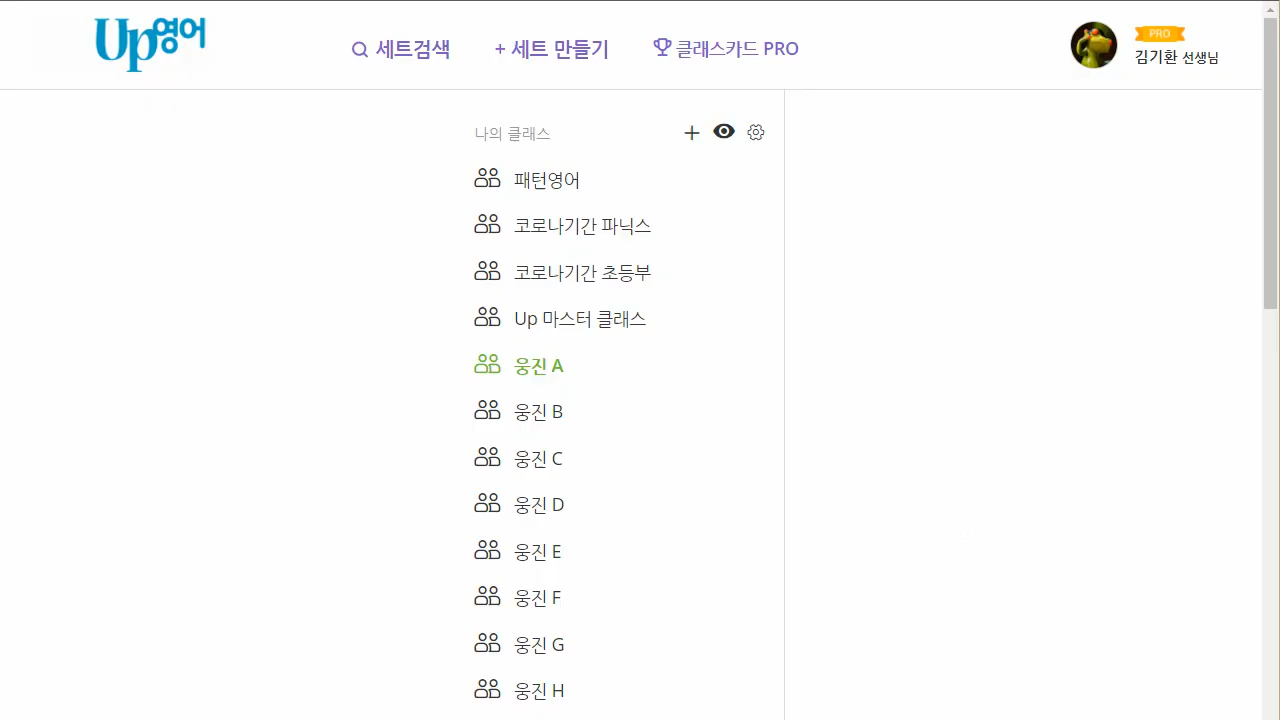 Up영어
세트검색
+ 세트 만들기
클래스카드 PRO
PRO
김기환 선생님
나의 클래스
패턴영어
코로나기간 파닉스
코로나기간 초등부
Up 마스터 클래스
웅진 A
웅진 B
웅진 C
웅진 D
웅진 E
웅진 F
웅진 G
웅진 H